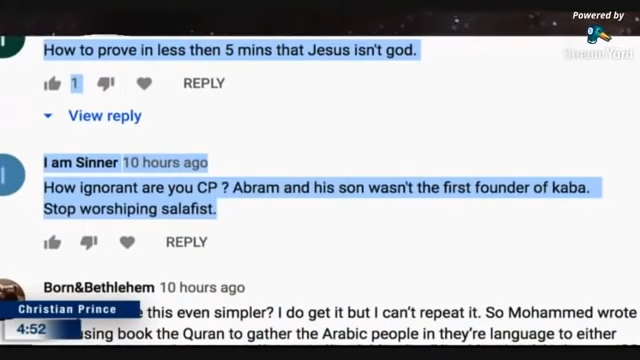 Powered by
StreamYard
How to prove in less then 5 mins that Jesus isn't god.
1
REPLY
View reply
I am Sinner 10 hours ago
How ignorant are you CP ? Abram and his son wasn't the first founder of kaba.
Stop worshiping salafist.
REPLY
Born&Bethlehem 10 hours ago
this even simpler? I do get it but I can't repeat it. So Mohammed wrote
Christian Prince
4:52
using book the Quran to gather the Arabic people in they're language to either